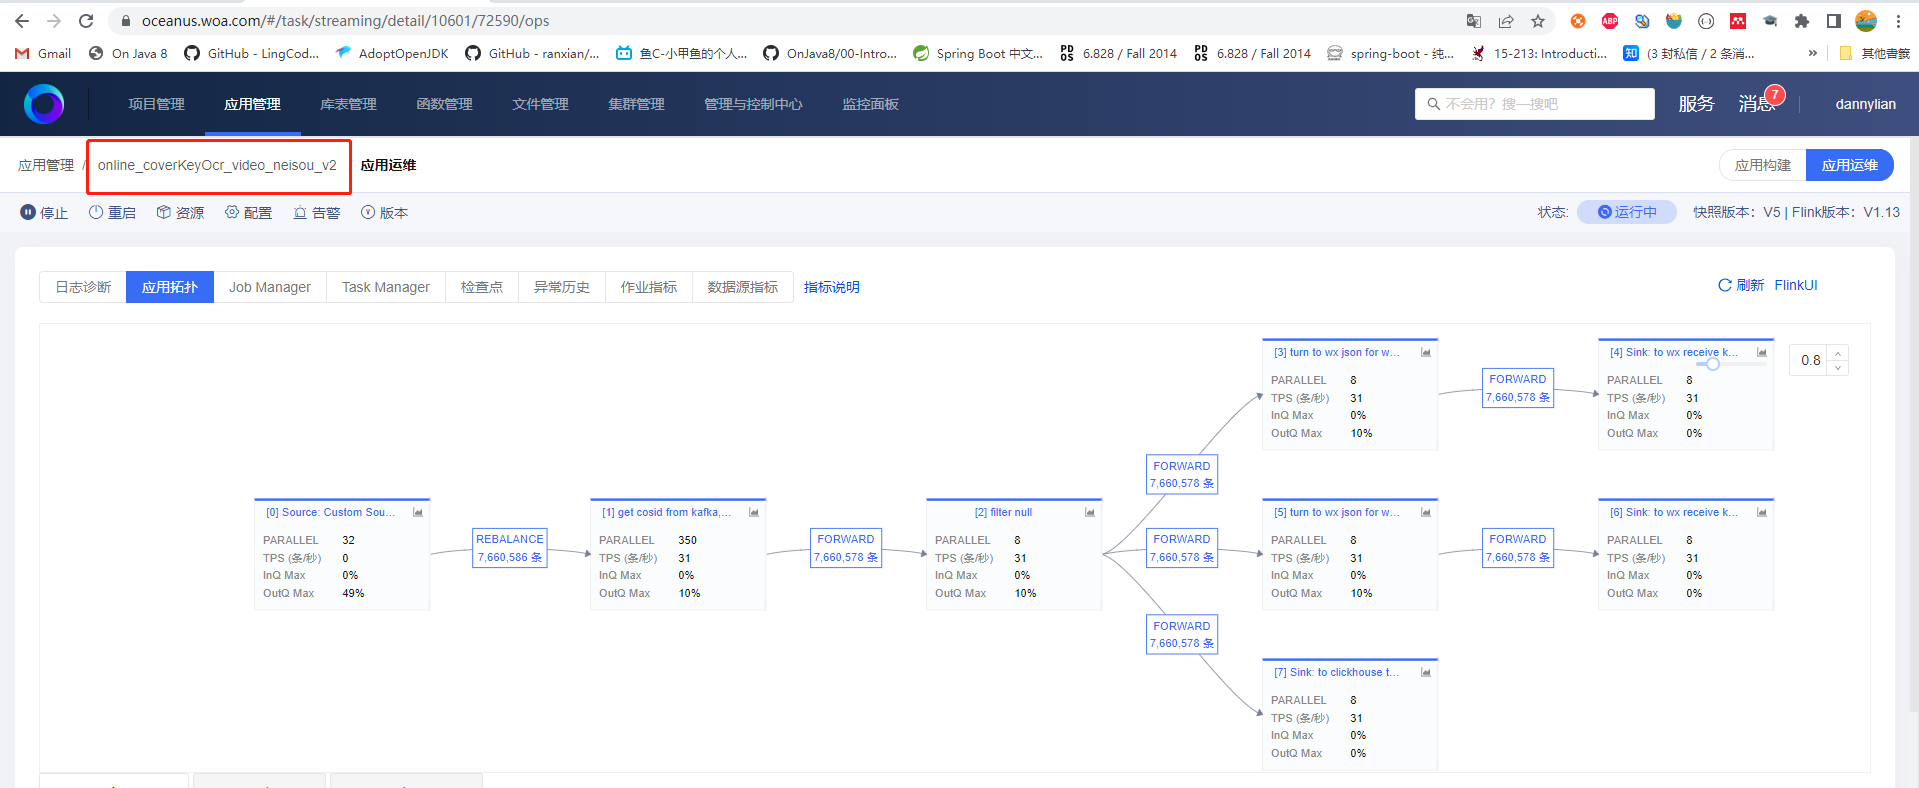 oceanus.woa.com/#/task/streaming/detail/10601/72590/ops
ABP
Gmail
On Java 8
GitHub - LingCod...
AdoptOpenJDK
GitHub - ranxian/...
鱼C-小甲鱼的个人...
OnJava8/00-Intro...
Spring Boot 中文...
PD OS 6.828 / Fall 2014
PD OS 6.828 / Fall 2014
spring-boot - 纯...
15-213: Introducti...
知 (3 封私信 / 2 条消...
»
其他書籤
项目管理
应用管理
库表管理
函数管理
文件管理
集群管理
管理与控制中心
监控面板
不会用？搜一搜吧
服务
消息
7
dannylian
应用管理 / online_coverKeyOcr_video_neisou_v2 应用运维
应用构建
应用运维
停止
重启
资源
配置
告警
版本
状态:
运行中
快照版本：V5 | Flink版本：V1.13
日志诊断
应用拓扑
Job Manager
Task Manager
检查点
异常历史
作业指标
数据源指标
指标说明
刷新
FlinkUI
0.8
[0] Source: Custom Sou...
PARALLEL 32
TPS (条/秒) 0
InQ Max 0%
OutQ Max 49%
REBALANCE
7,660,586 条
[1] get cosid from kafka,...
PARALLEL 350
TPS (条/秒) 31
InQ Max 0%
OutQ Max 10%
FORWARD
7,660,578 条
[2] filter null
PARALLEL 8
TPS (条/秒) 31
InQ Max 0%
OutQ Max 10%
FORWARD
7,660,578 条
[3] turn to wx json for w...
PARALLEL 8
TPS (条/秒) 31
InQ Max 0%
OutQ Max 10%
FORWARD
7,660,578 条
[4] Sink: to wx receive k...
PARALLEL 8
TPS (条/秒) 31
InQ Max 0%
OutQ Max 0%
FORWARD
7,660,578 条
[5] turn to wx json for w...
PARALLEL 8
TPS (条/秒) 31
InQ Max 0%
OutQ Max 10%
FORWARD
7,660,578 条
[6] Sink: to wx receive k...
PARALLEL 8
TPS (条/秒) 31
InQ Max 0%
OutQ Max 0%
FORWARD
7,660,578 条
[7] Sink: to clickhouse t...
PARALLEL 8
TPS (条/秒) 31
InQ Max 0%
OutQ Max 0%